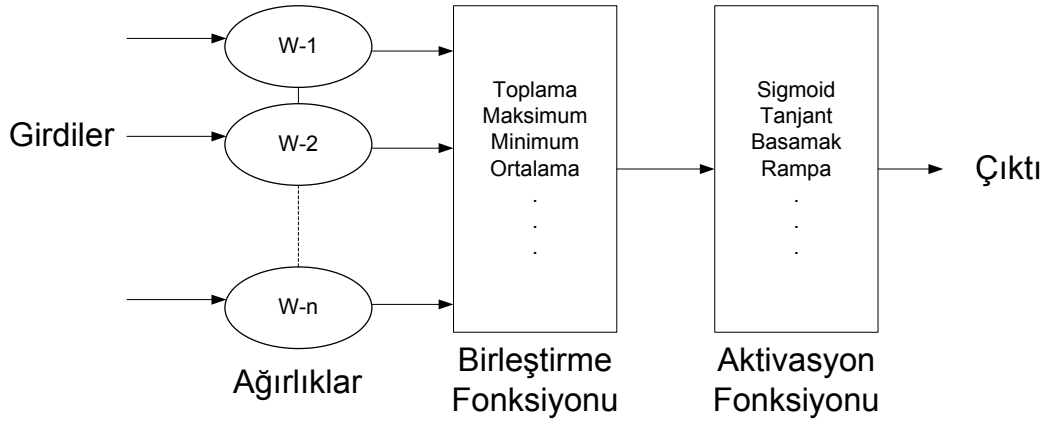 Girdiler
W-1
W-2
W-n
Ağırlıklar
Toplama
Maksimum
Minimum
Ortalama
.
.
.
Birleştirme
Fonksiyonu
Sigmoid
Tanjant
Basamak
Rampa
.
.
.
Aktivasyon
Fonksiyonu
Çıktı